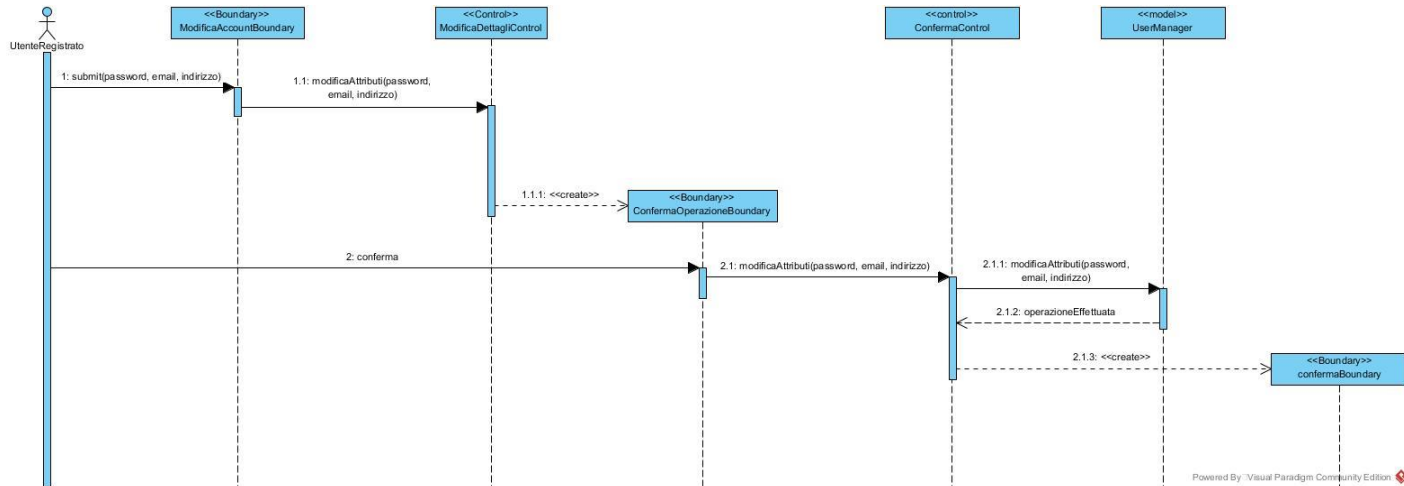 <<Boundary>>
ModificaAccountBoundary
<<Control>>
ModificaDettagliControl
<<control>>
ConfermaControl
<<model>>
UserManager
UtenteRegistrato
1: submit(password, email, indirizzo)
1.1: modificaAttributi(password,
email, indirizzo)
1.1.1: <<create>>
<<Boundary>>
ConfermaOperazioneBoundary
2: conferma
2.1: modificaAttributi(password, email, indirizzo)
2.1.1: modificaAttributi(password,
email, indirizzo)
2.1.2: operazioneEffettuata
2.1.3: <<create>>
<<Boundary>>
confermaBoundary
Powered By Visual Paradigm Community Edition